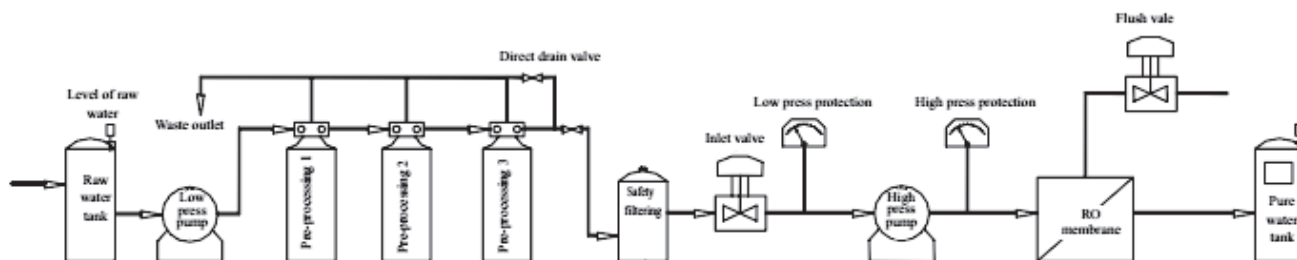 Flush vale
Direct drain valve
Level of raw
water
Waste outlet
Low press protection
High press protection
Inlet valve
Raw
water
tank
Low
press
pump
Pre-processing 1
Pre-processing 2
Pre-processing 3
Safety
filtering
High
press
pump
RO
membrane
Pure
water
tank